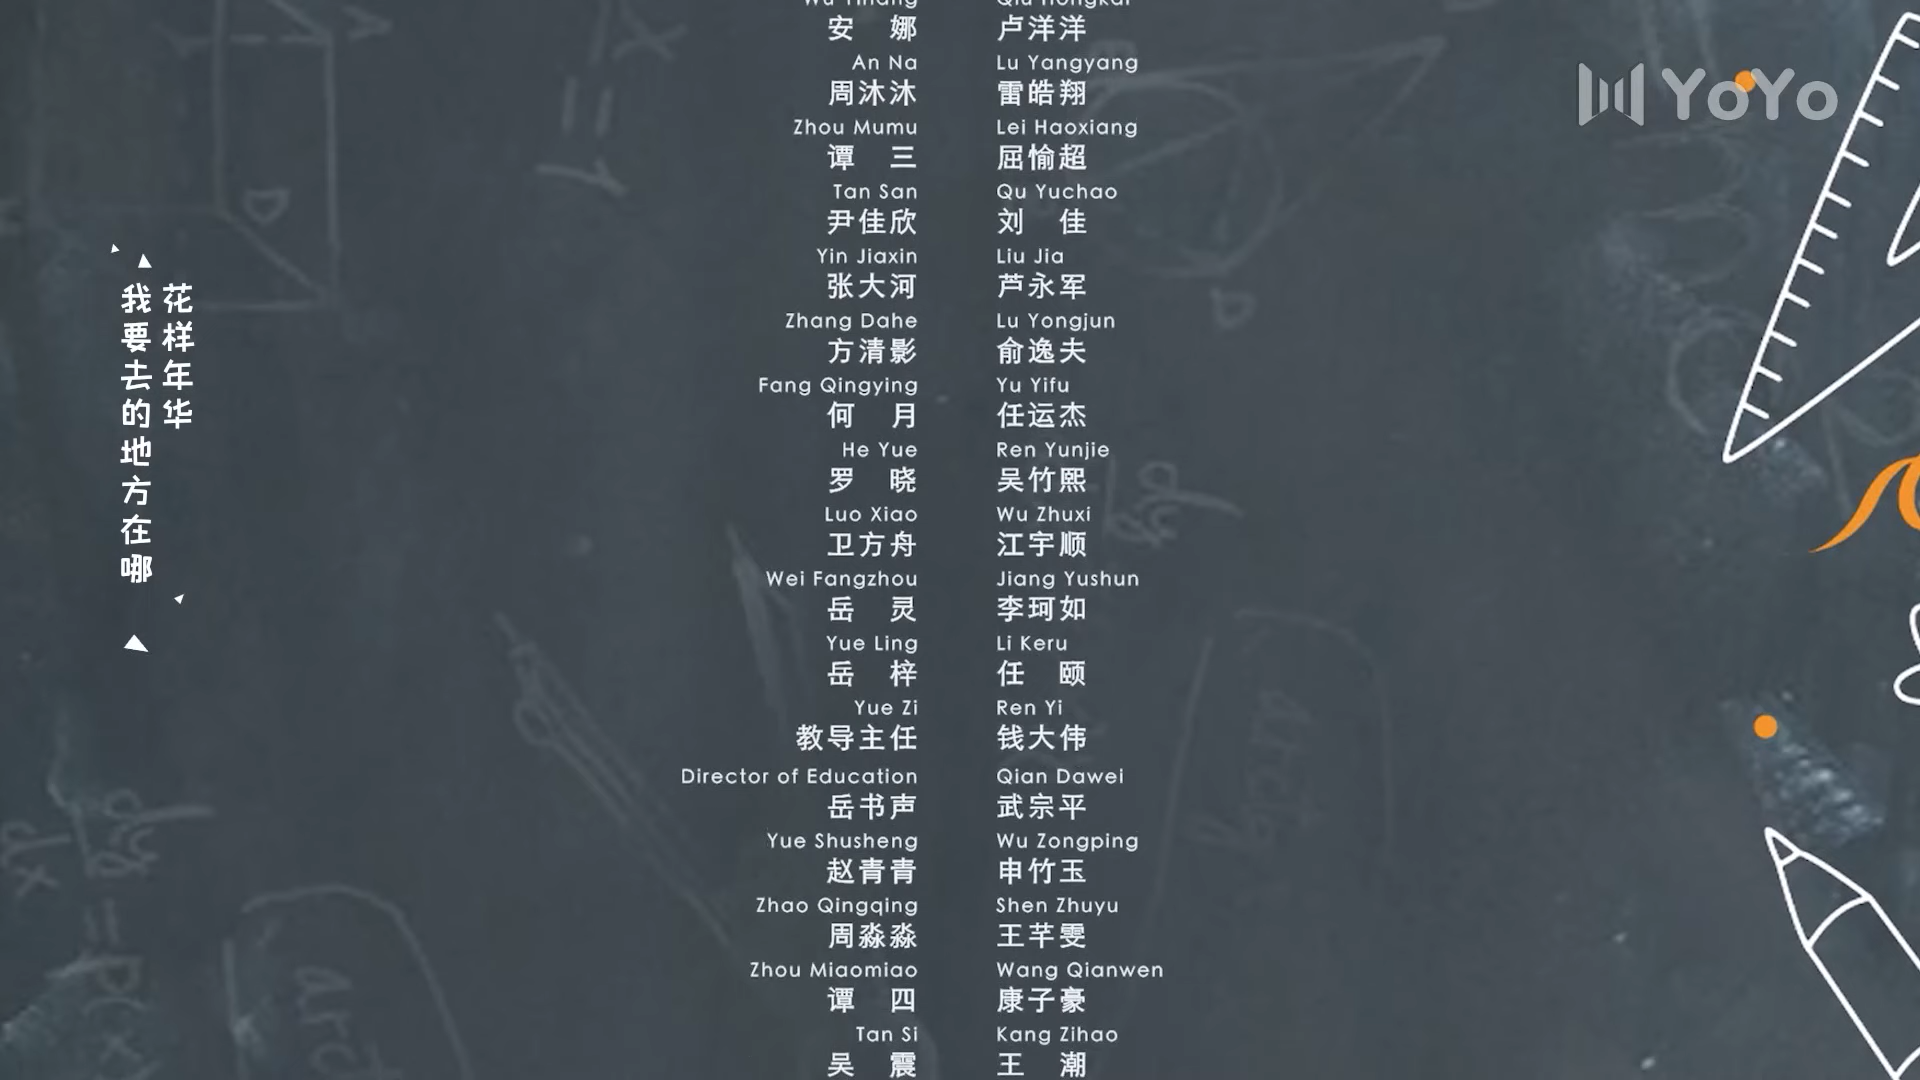 安 娜 卢洋洋
An Na Lu Yangyang
周沐沐 雷皓翔
Zhou Mumu Lei Haoxiang
谭 三 屈愉超
Tan San Qu Yuchao
尹佳欣 刘 佳
Yin Jiaxin Liu Jia
张大河 芦永军
Zhang Dahe Lu Yongjun
方清影 俞逸夫
Fang Qingying Yu Yifu
何 月 任运杰
He Yue Ren Yunjie
罗 晓 吴竹熙
Luo Xiao Wu Zhuxi
卫方舟 江宇顺
Wei Fangzhou Jiang Yushun
岳 灵 李珂如
Yue Ling Li Keru
岳 梓 任 颐
Yue Zi Ren Yi
教导主任 钱大伟
Director of Education Qian Dawei
岳书声 武宗平
Yue Shusheng Wu Zongping
赵青青 申竹玉
Zhao Qingqing Shen Zhuyu
周淼淼 王芊雯
Zhou Miaomiao Wang Qianwen
谭 四 康子豪
Tan Si Kang Zihao
吴 震 王 潮
花样年华
我要去的地方在哪
YoYo